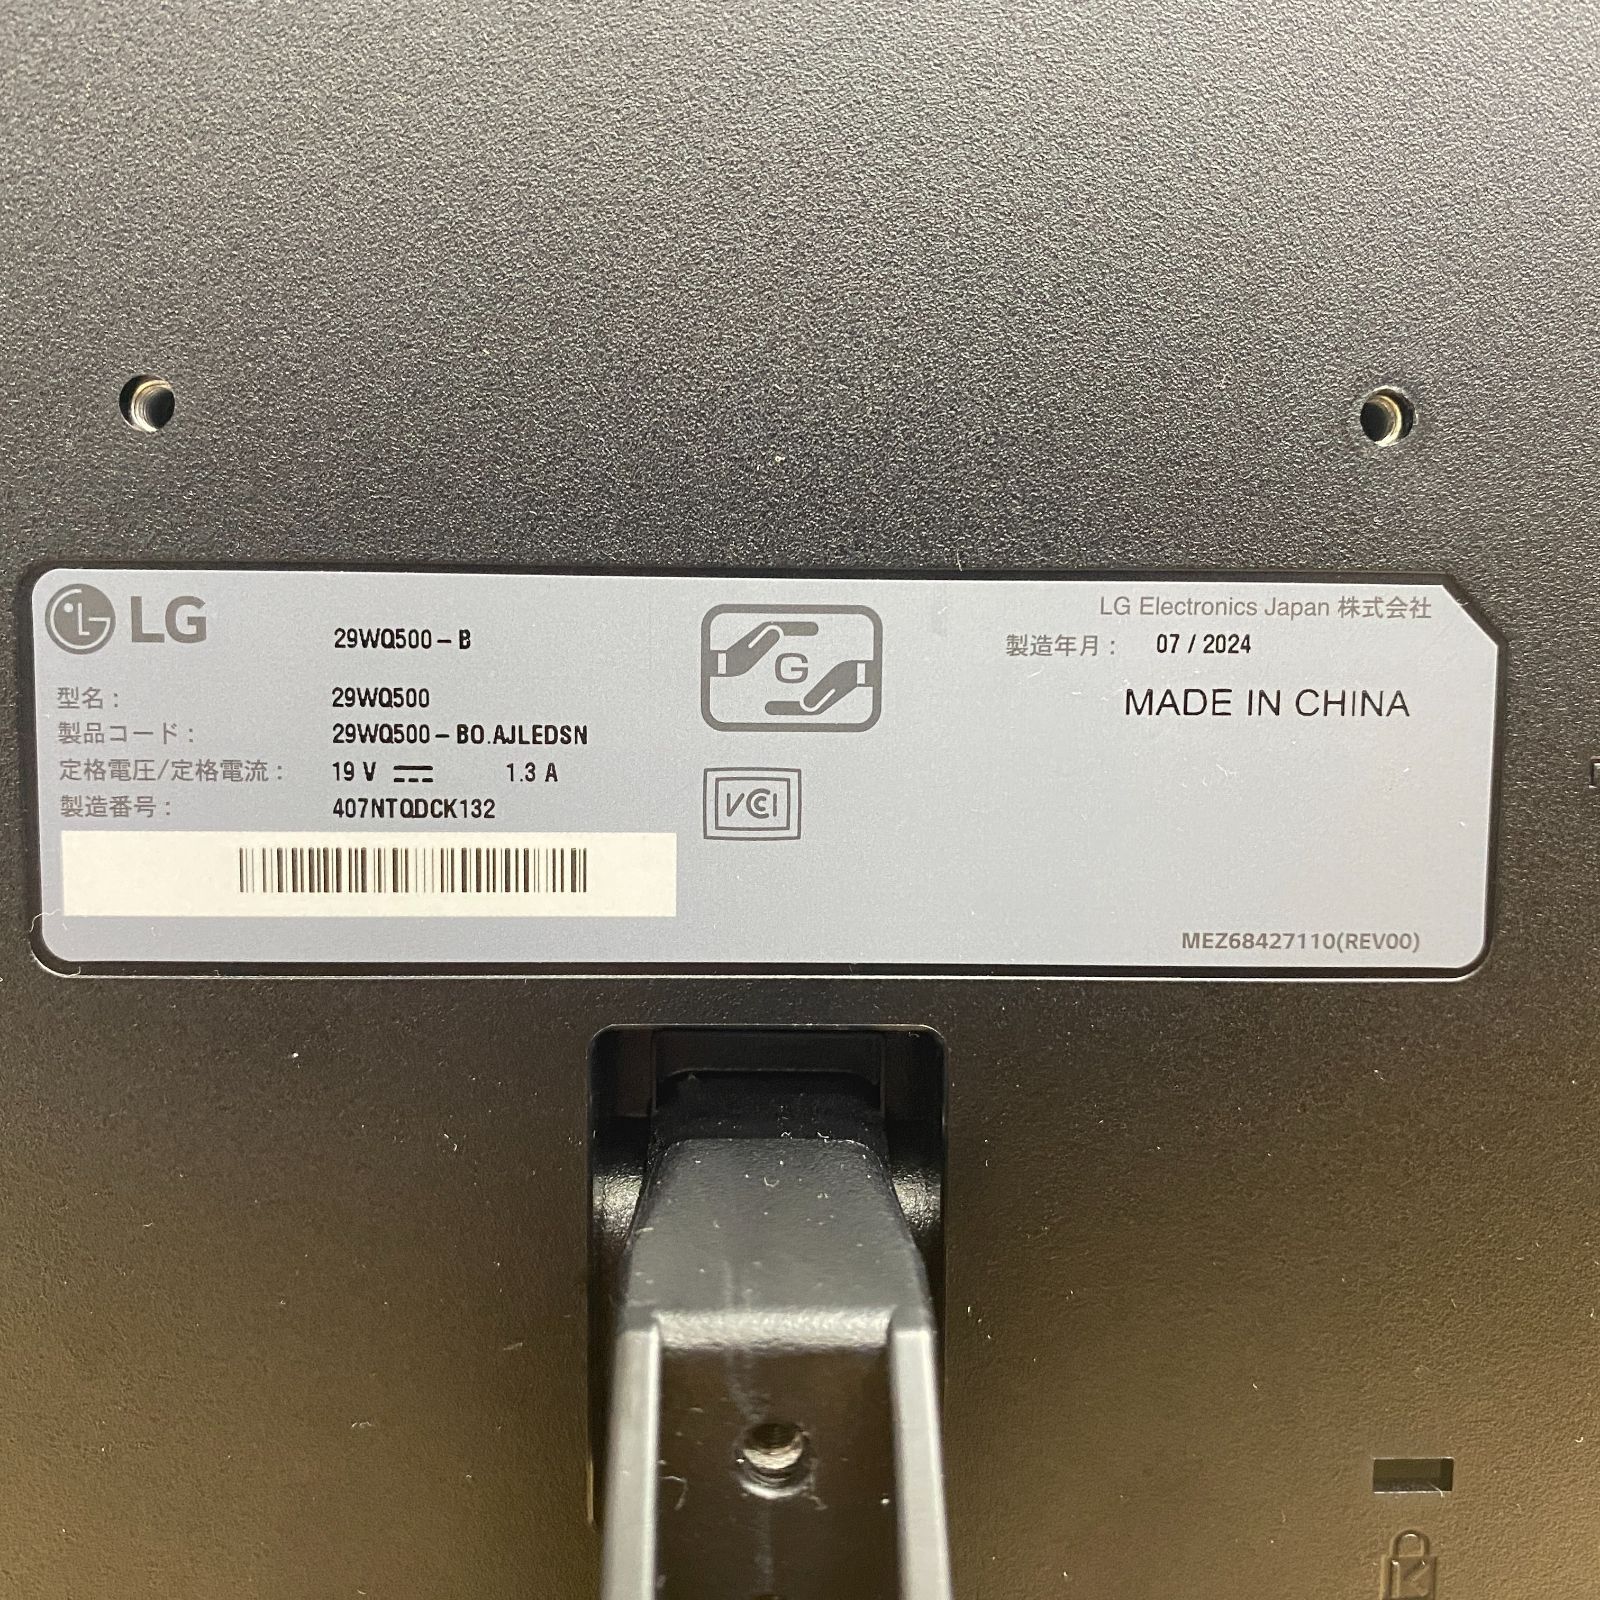 LG
29WQ500-B
型名： 29WQ500
製品コード： 29WQ500-BO.AJLEDSN
定格電圧/定格電流： 19 V ⎓ 1.3 A
製造番号： 407NTQDCK132
G
VCI
LG Electronics Japan 株式会社
製造年月： 07 / 2024
MADE IN CHINA
MEZ68427110(REV00)